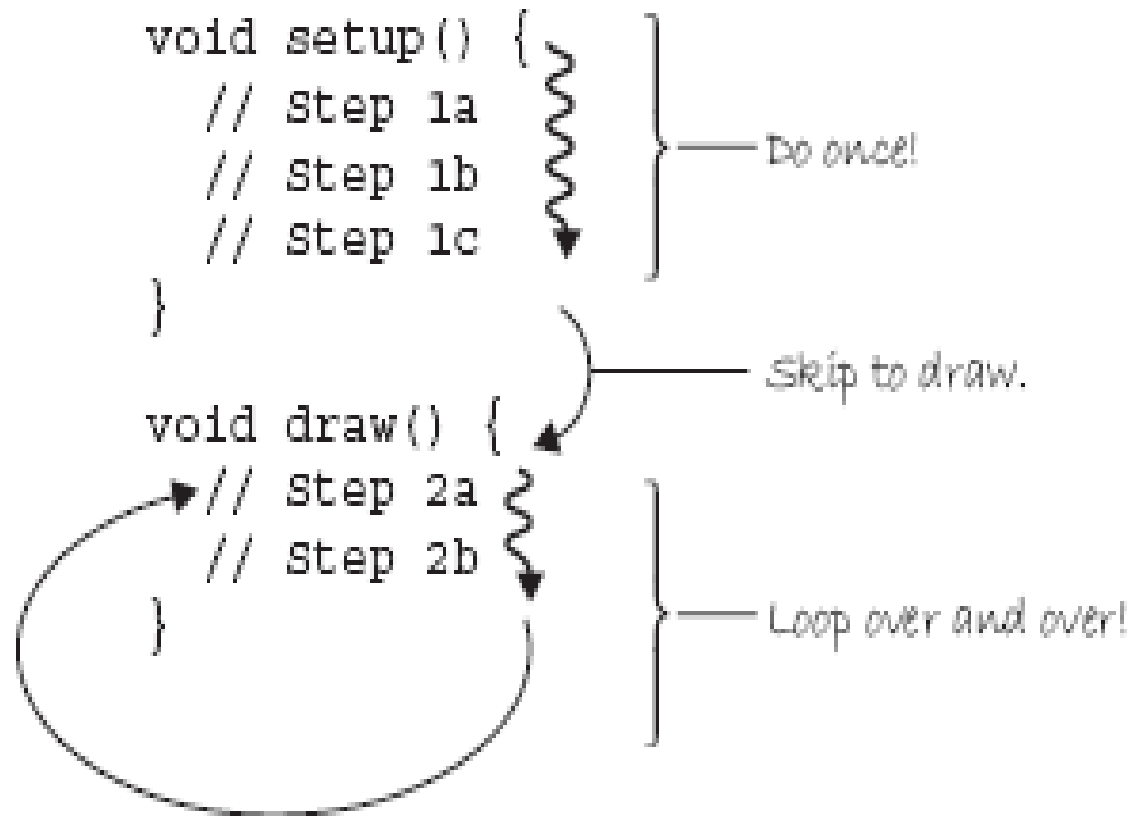 void setup() {
// Step 1a
// Step 1b
// Step 1c
}
Do once!
Skip to draw.
void draw() {
// Step 2a
// Step 2b
}
Loop over and over!